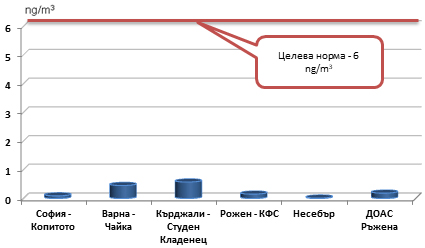 ng/m³
6
5
4
3
2
1
0
Целева норма - 6
ng/m³
София -
Копитото
Варна -
Чайка
Кърджали -
Студен
Кладенец
Рожен - КФС
Несебър
ДОАС
Ръжена